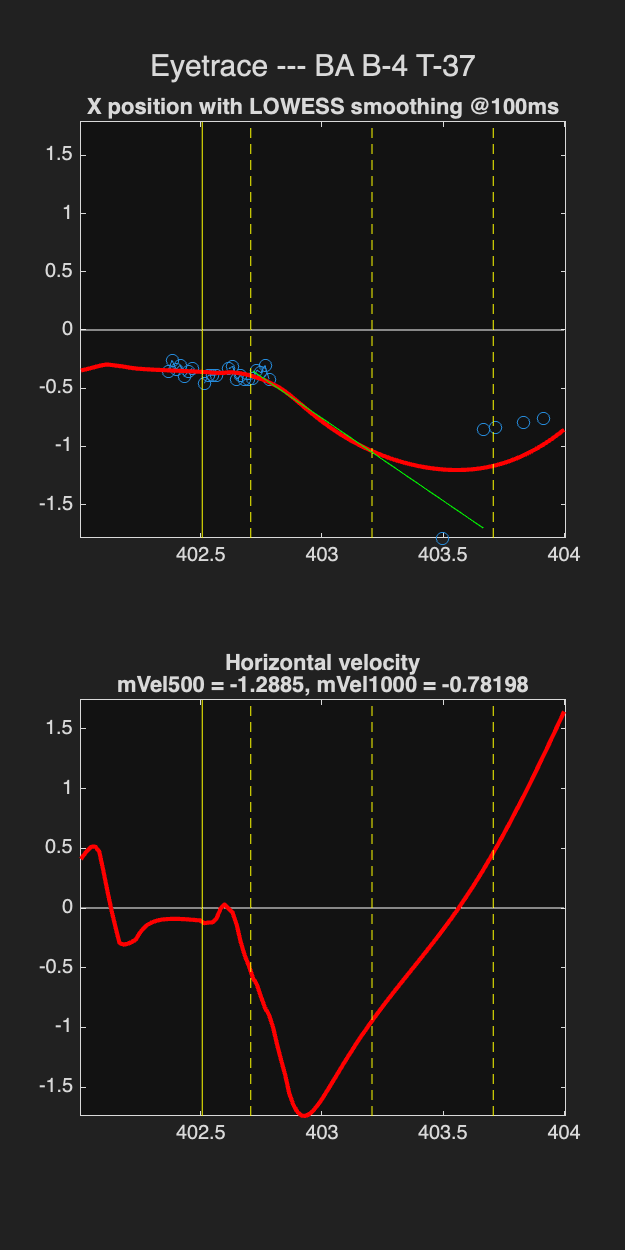 Eyetrace --- BA B-4 T-37
X position with LOWESS smoothing @100ms
1.5
1
0.5
0
-0.5
-1
-1.5
402.5 403 403.5 404
Horizontal velocity
mVel500 = -1.2885, mVel1000 = -0.78198
1.5
1
0.5
0
-0.5
-1
-1.5
402.5 403 403.5 404